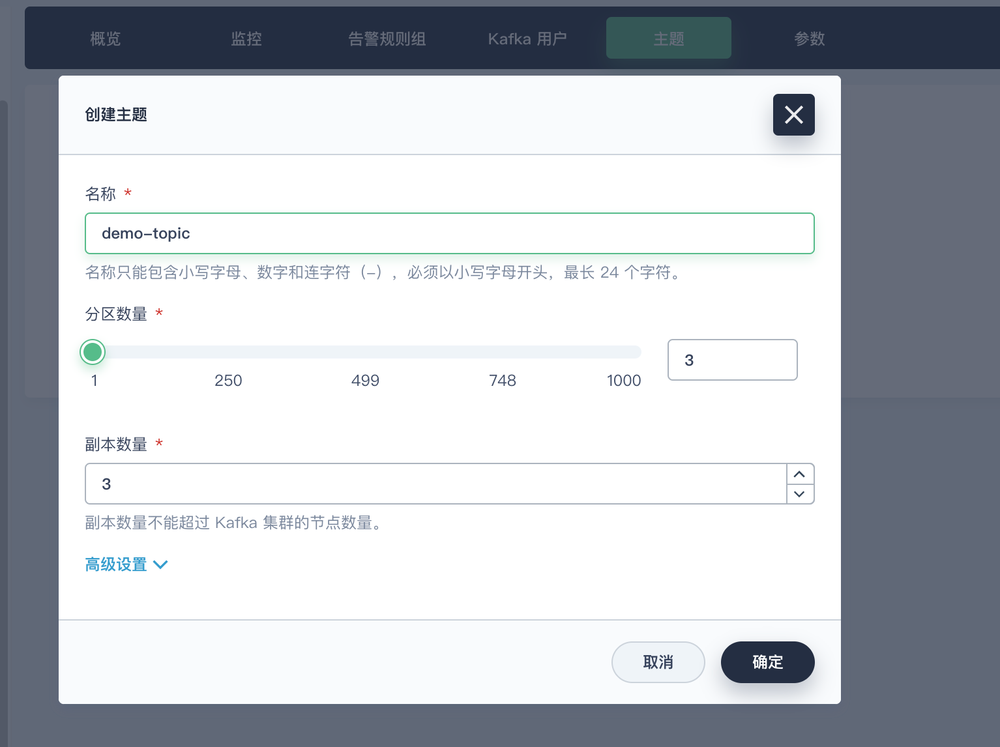 概览 监控 告警规则组 Kafka 用户 主题 参数
创建主题
名称 *
demo-topic
名称只能包含小写字母、数字和连字符（-），必须以小写字母开头，最长 24 个字符。
分区数量 *
3
1 250 499 748 1000
副本数量 *
3
副本数量不能超过 Kafka 集群的节点数量。
高级设置
取消 确定